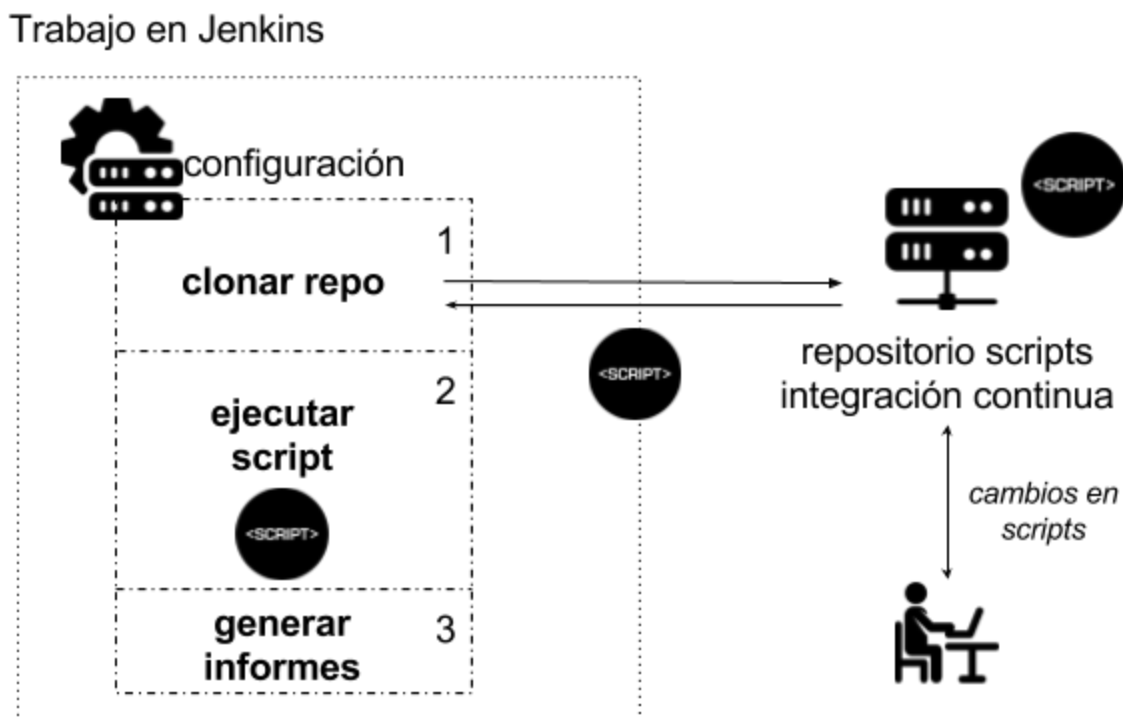 Trabajo en Jenkins
configuración
1
clonar repo
2
ejecutar
script
<SCRIPT>
3
generar
informes
<SCRIPT>
<SCRIPT>
repositorio scripts
integración continua
cambios en
scripts